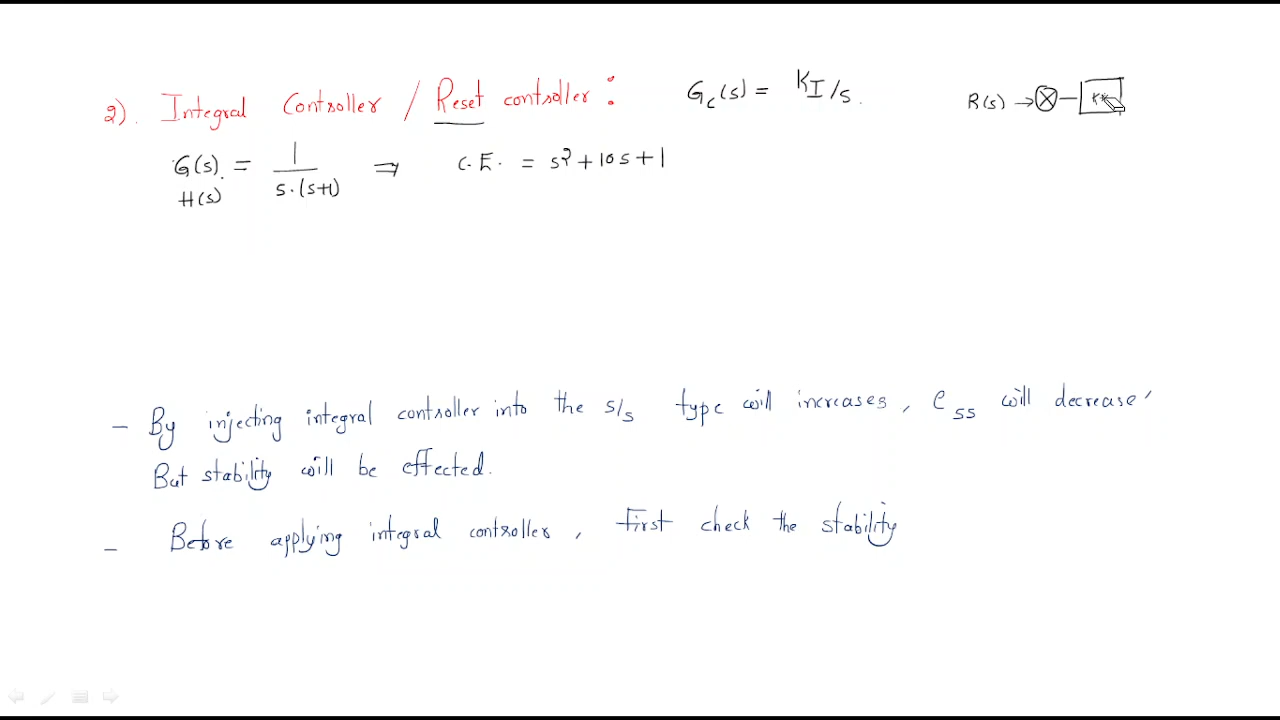 2). Integral Controller / Reset controller : Gc(s) = KI/s. R(s) →
G(s) H(s) = 1 / s.(s+1) ⇒ C.E. = s² + 10s + 1
- By injecting integral controller into the s/s type will increases, ess will decrease'
But stability will be effected.
- Before applying integral controller, First check the stability